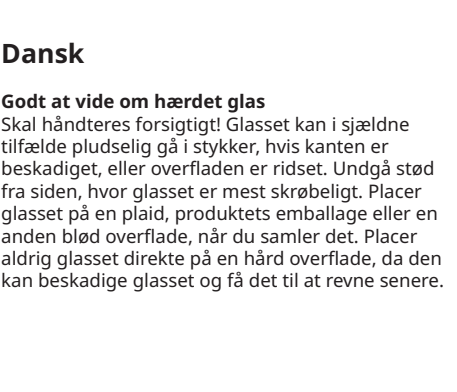 Dansk
Godt at vide om hærdet glas
Skal håndteres forsigtigt! Glasset kan i sjældne
tilfælde pludselig gå i stykker, hvis kanten er
beskadiget, eller overfladen er ridset. Undgå stød
fra siden, hvor glasset er mest skrøbeligt. Placer
glasset på en plaid, produktets emballage eller en
anden blød overflade, når du samler det. Placer
aldrig glasset direkte på en hård overflade, da den
kan beskadige glasset og få det til at revne senere.